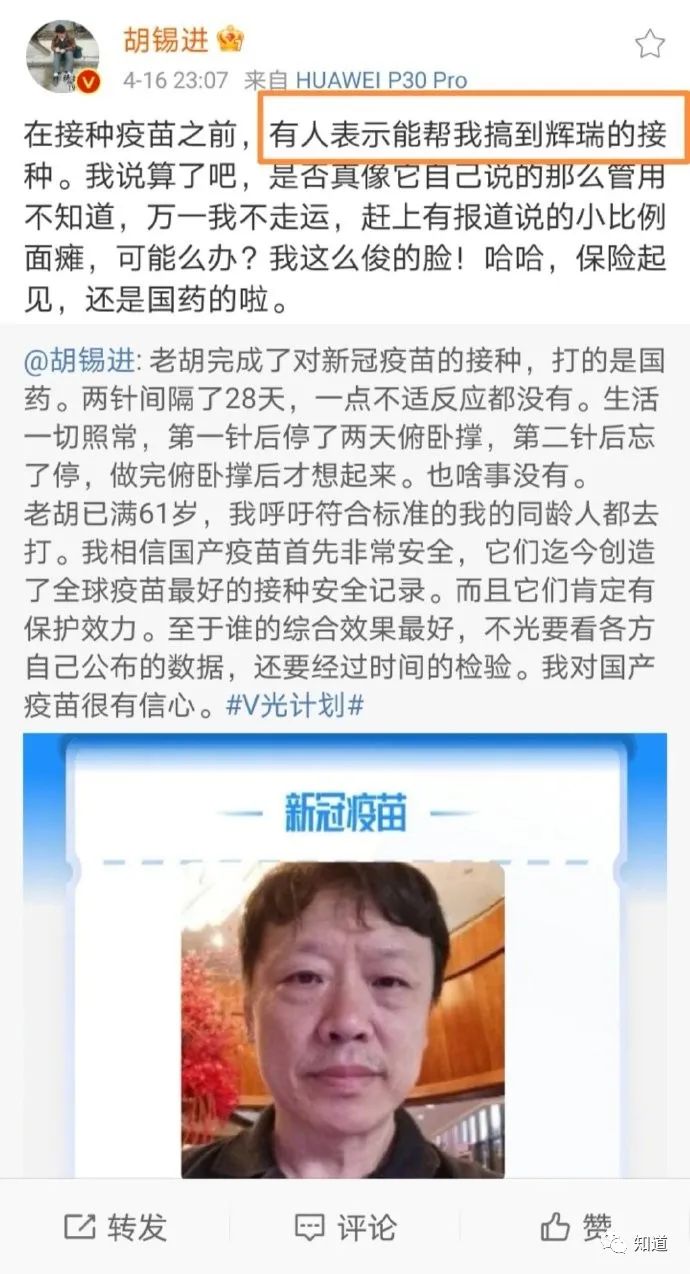 胡锡进
4-16 23:07 来自 HUAWEI P30 Pro
在接种疫苗之前，有人表示能帮我搞到辉瑞的接
种。我说算了吧，是否真像它自己说的那么管用
不知道，万一我不走运，赶上有报道说的小比例
面瘫，可能么办？我这么俊的脸！哈哈，保险起
见，还是国药的啦。
@胡锡进: 老胡完成了对新冠疫苗的接种，打的是国
药。两针间隔了28天，一点不适反应都没有。生活
一切照常，第一针后停了两天俯卧撑，第二针后忘
了停，做完俯卧撑后才想起来。也啥事没有。
老胡已满61岁，我呼吁符合标准的我的同龄人都去
打。我相信国产疫苗首先非常安全，它们迄今创造
了全球疫苗最好的接种安全记录。而且它们肯定有
保护效力。至于谁的综合效果最好，不光要看各方
自己公布的数据，还要经过时间的检验。我对国产
疫苗很有信心。#V光计划#
新冠疫苗
转发 评论 赞
知道